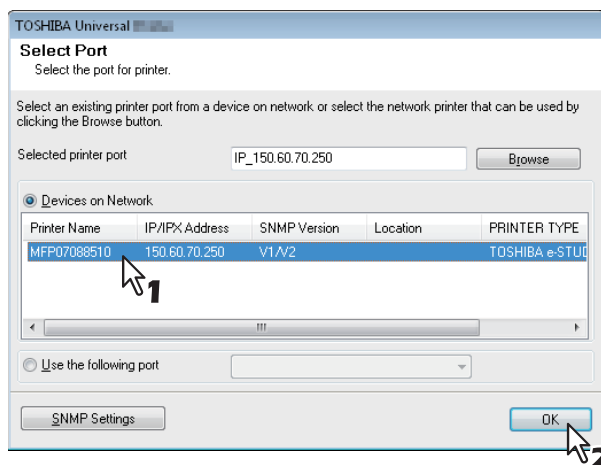 TOSHIBA Universal
Select Port
Select the port for printer.
Select an existing printer port from a device on network or select the network printer that can be used by
clicking the Browse button.
Selected printer port IP_150.60.70.250 Browse
Devices on Network
Printer Name IP/IPX Address SNMP Version Location PRINTER TYPE
MFP07088510 150.60.70.250 V1/V2 TOSHIBA e-STUD
1
Use the following port
SNMP Settings OK
2